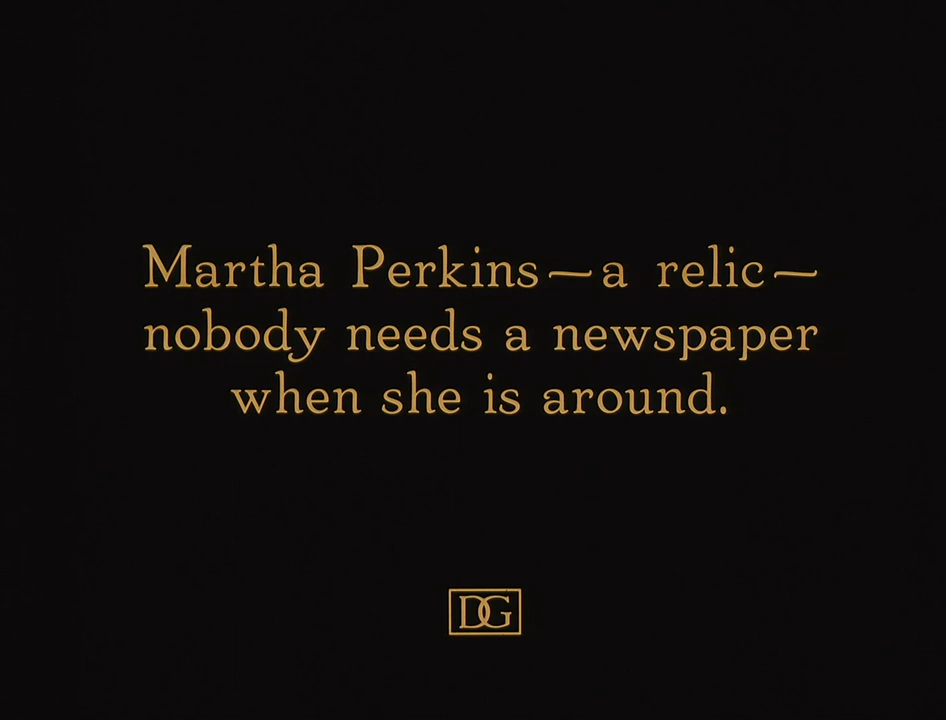 Martha Perkins—a relic—
nobody needs a newspaper
when she is around.
DG